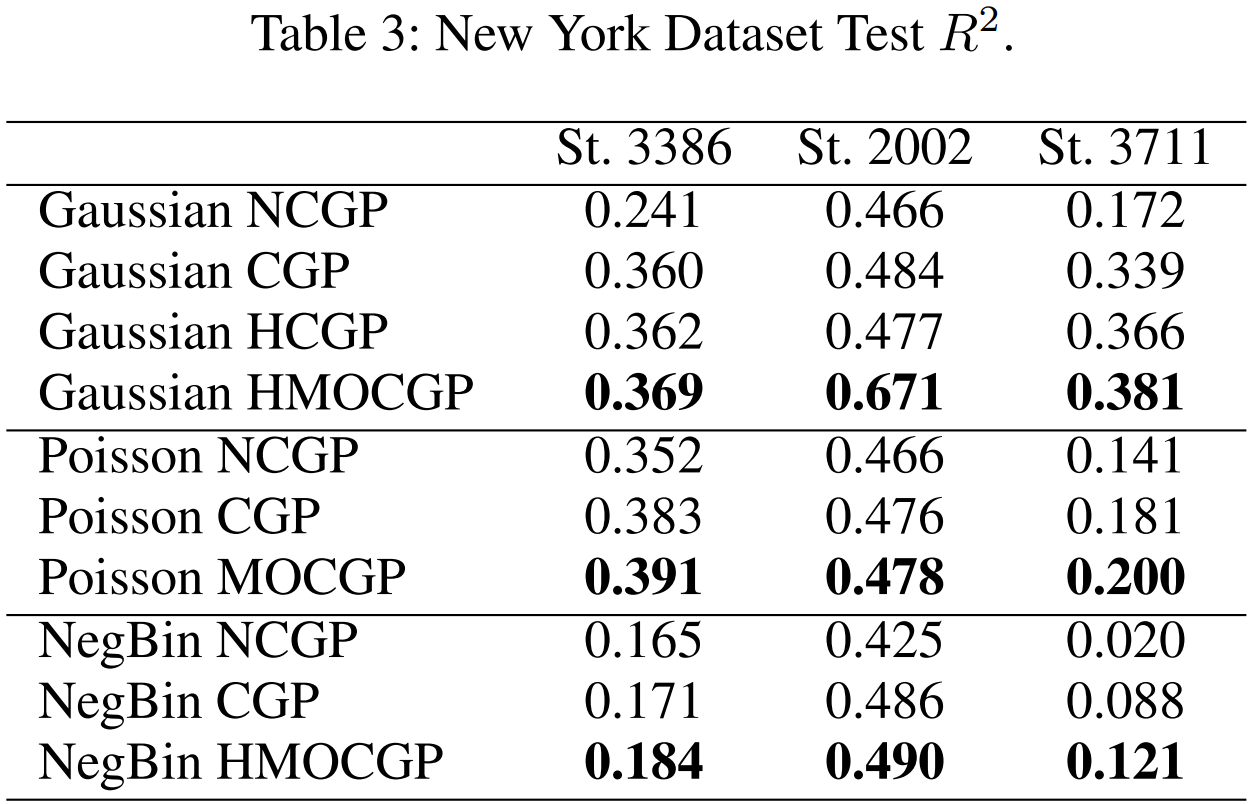 Table 3: New York Dataset Test R².
St. 3386 St. 2002 St. 3711
Gaussian NCGP 0.241 0.466 0.172
Gaussian CGP 0.360 0.484 0.339
Gaussian HCGP 0.362 0.477 0.366
Gaussian HMOCGP 0.369 0.671 0.381
Poisson NCGP 0.352 0.466 0.141
Poisson CGP 0.383 0.476 0.181
Poisson MOCGP 0.391 0.478 0.200
NegBin NCGP 0.165 0.425 0.020
NegBin CGP 0.171 0.486 0.088
NegBin HMOCGP 0.184 0.490 0.121